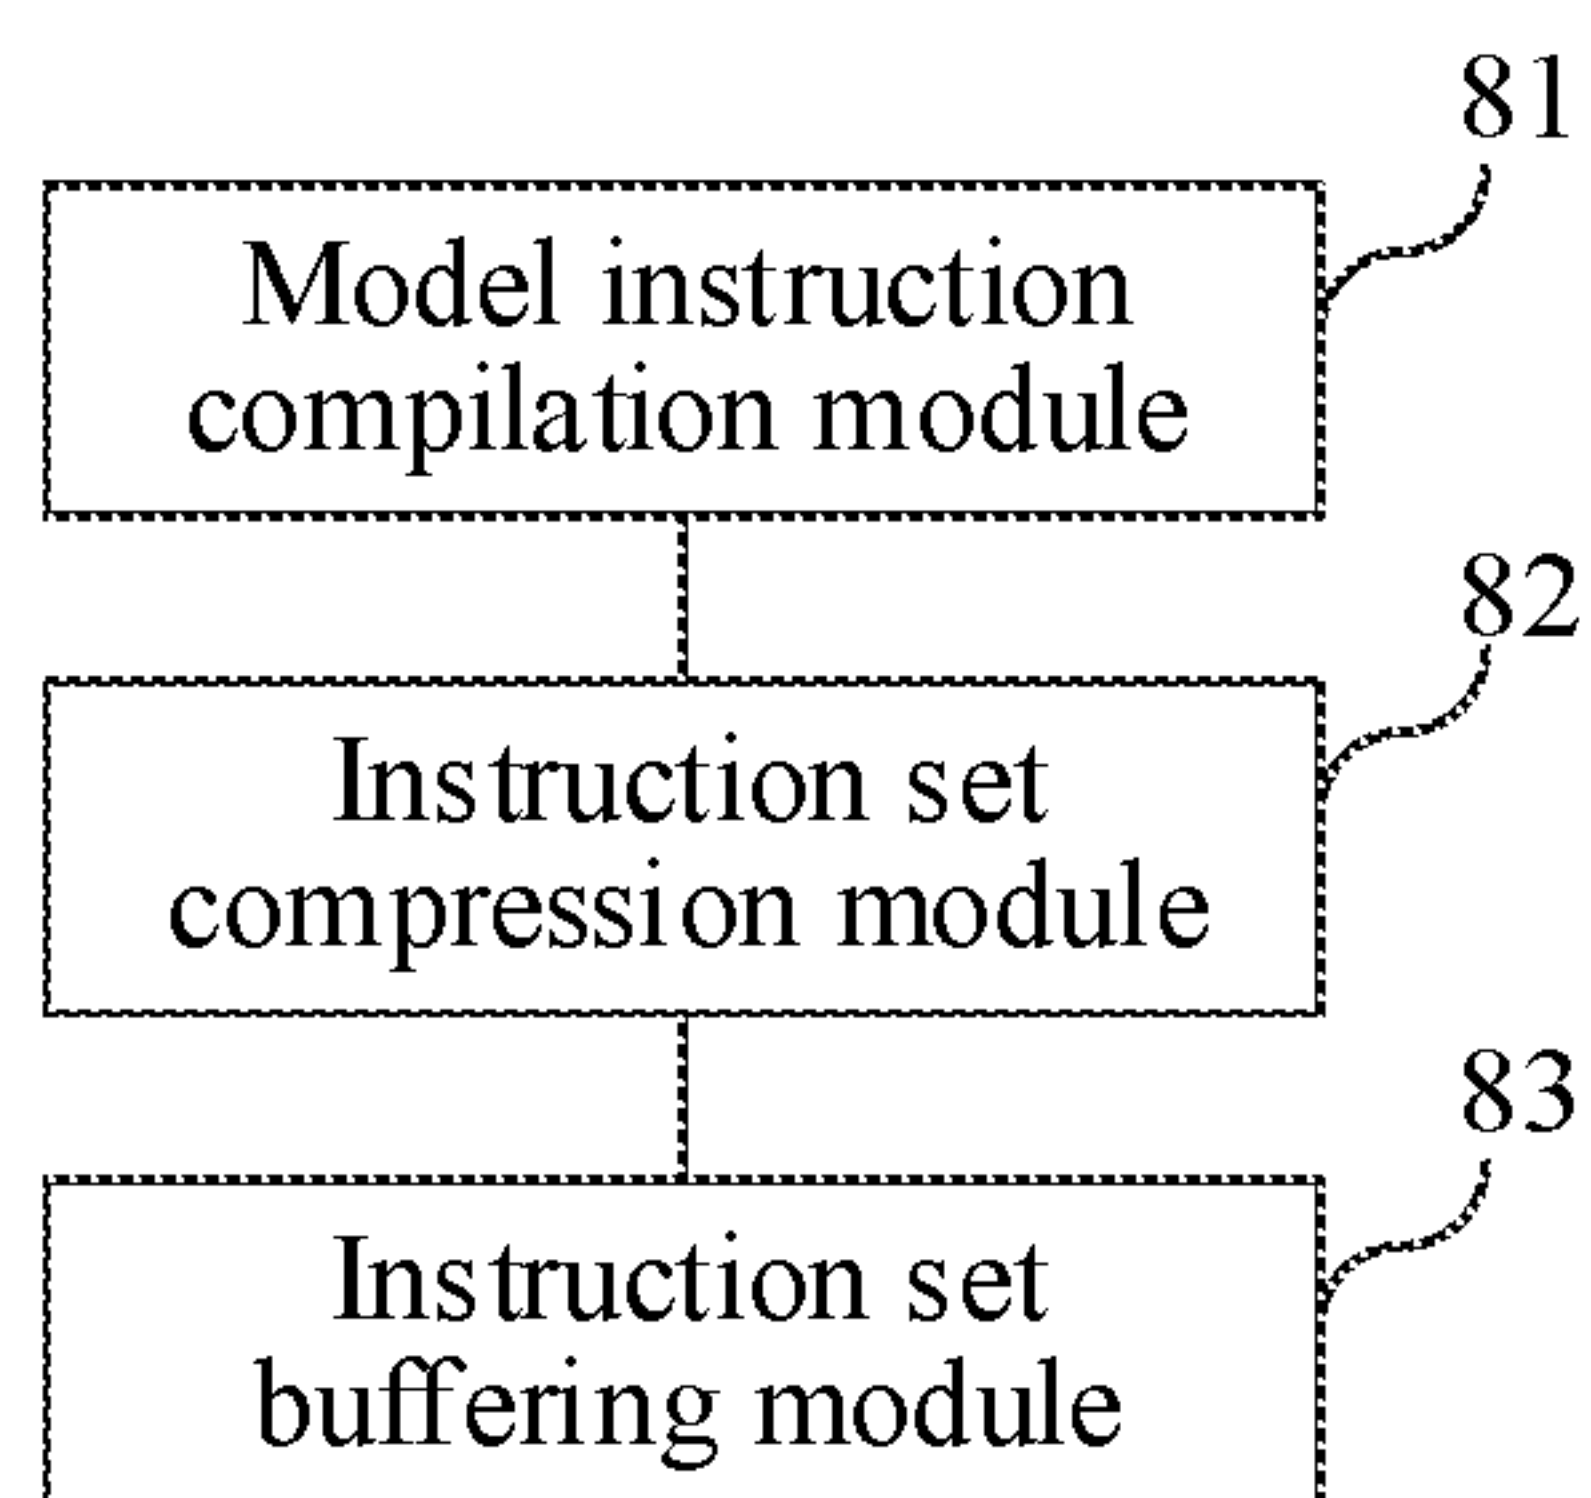 81
Model instruction
compilation module
82
Instruction set
compression module
83
Instruction set
buffering module